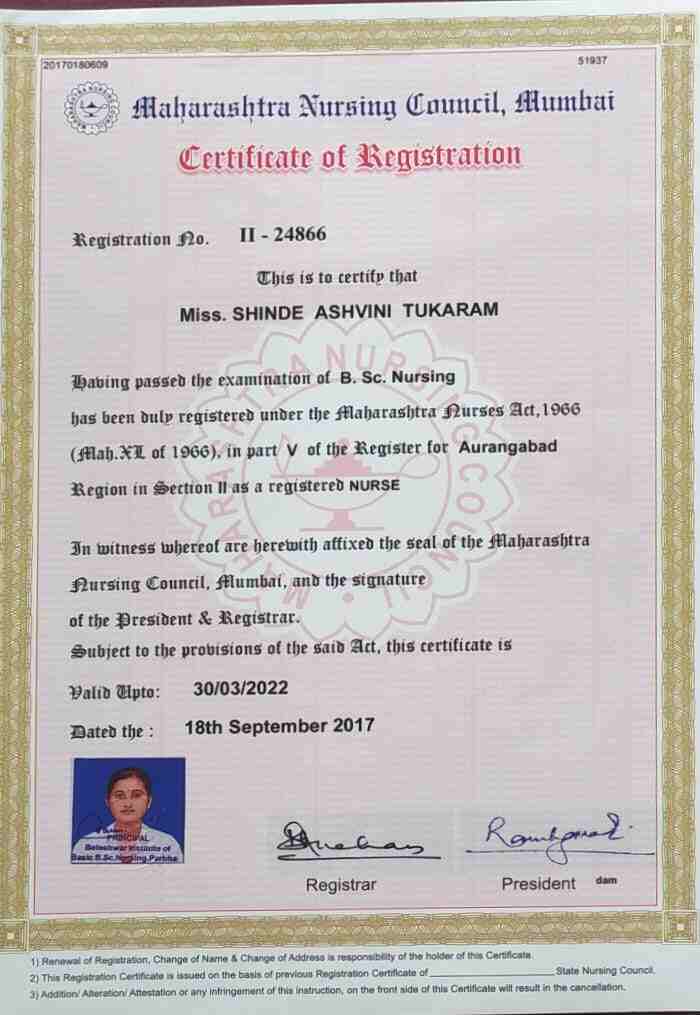 20170180609
51937
Maharashtra Nursing Council, Mumbai
Certificate of Registration
Registration No. II - 24866
This is to certify that
Miss. SHINDE ASHVINI TUKARAM
Having passed the examination of B. Sc. Nursing
has been duly registered under the Maharashtra Nurses Act,1966
(Mah.XL of 1966), in part V of the Register for Aurangabad
Region in Section II as a registered NURSE
In witness whereof are herewith affixed the seal of the Maharashtra
Nursing Council, Mumbai, and the signature
of the President & Registrar.
Subject to the provisions of the said Act, this certificate is
Valid Upto: 30/03/2022
Dated the : 18th September 2017
MAHARASHTRA NURSING COUNCIL
PRINCIPAL
Institute of
Basic B.Sc.Nursing,Parbhani
Registrar
President dam
1) Renewal of Registration, Change of Name & Change of Address is responsibility of the holder of this Certificate.
2) This Registration Certificate is issued on the basis of previous Registration Certificate of ____________ State Nursing Council.
3) Addition/ Alteration/ Attestation or any infringement of this instruction, on the front side of this Certificate will result in the cancellation.